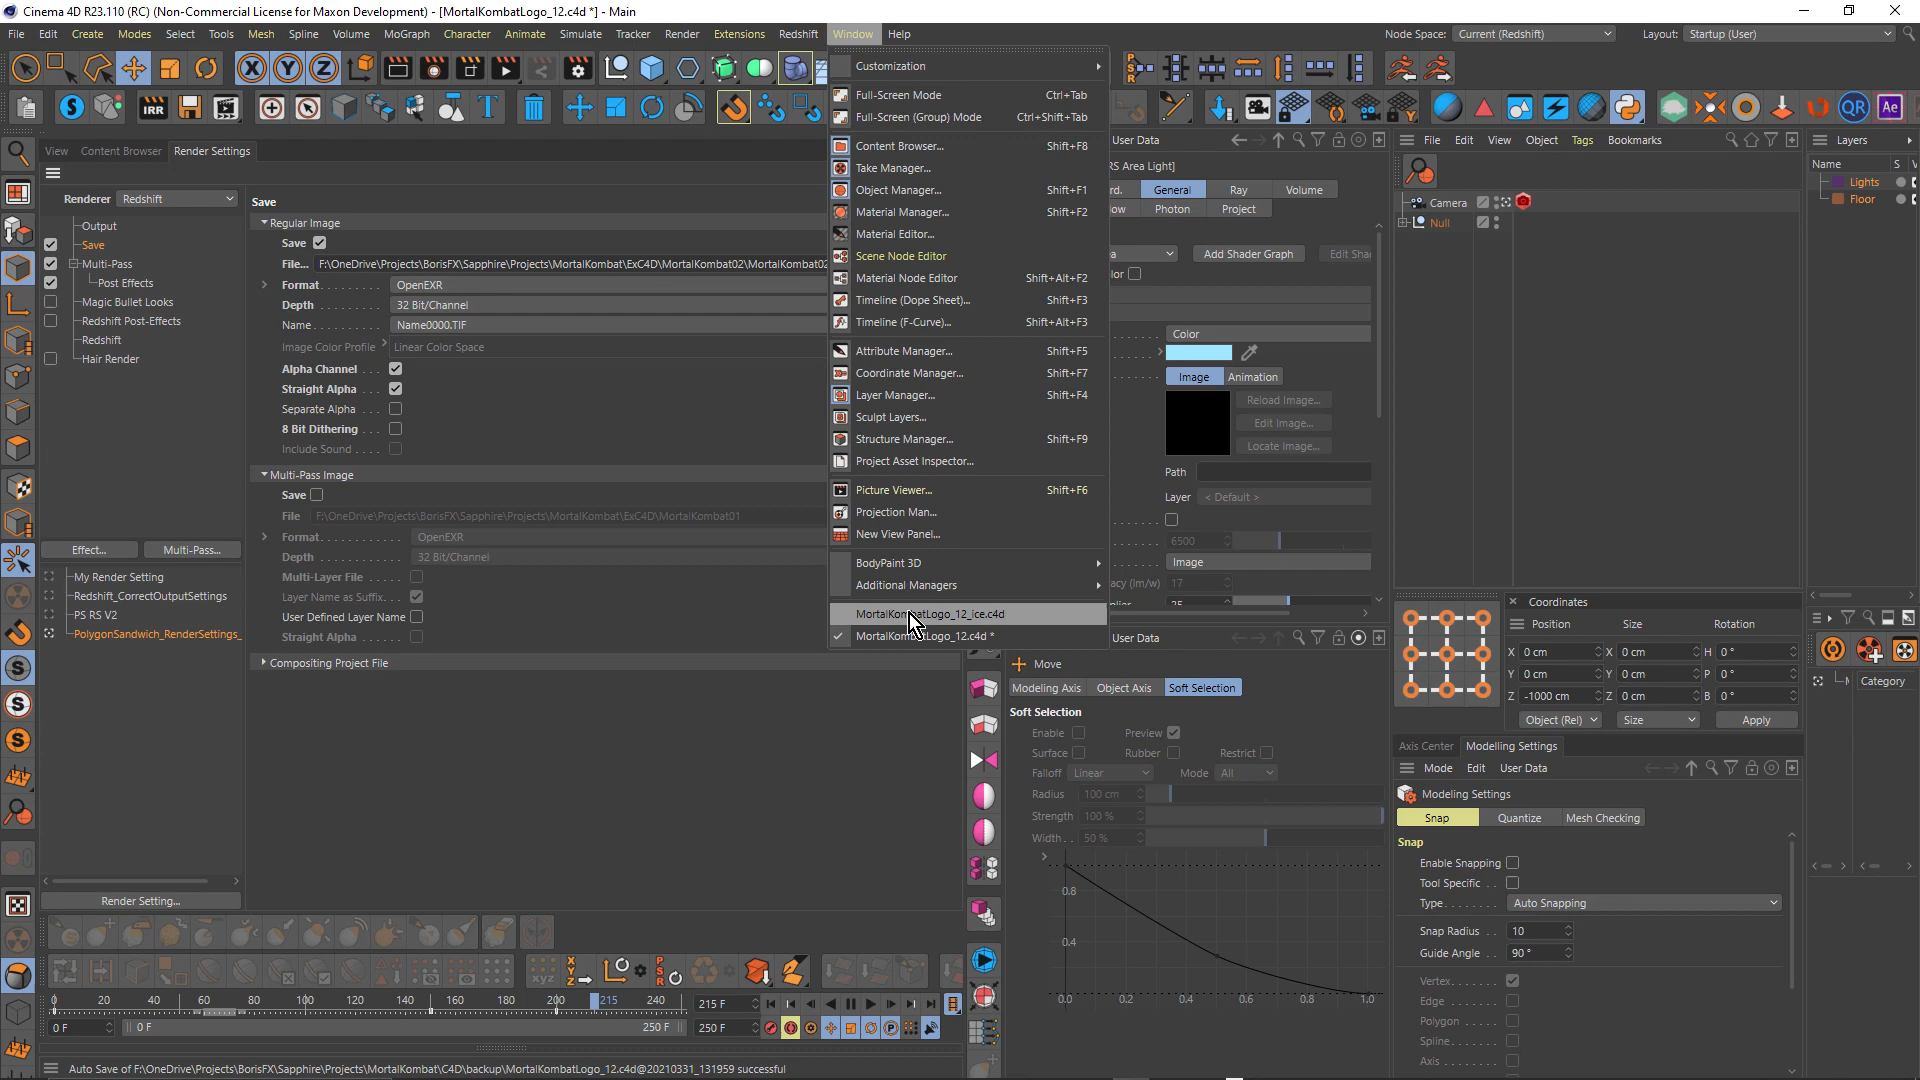 Cinema 4D R23.110 (RC) (Non-Commercial License for Maxon Development) - [MortalKombatLogo_12.c4d *] - Main
File Edit Create Modes Select Tools Mesh Spline Volume MoGraph Character Animate Simulate Tracker Render Extensions Redshift Window Help
Node Space: Current (Redshift) Layout: Startup (User)
View Content Browser Render Settings
Renderer Redshift
Output
Save
Multi-Pass
Post Effects
Magic Bullet Looks
Redshift Post-Effects
Redshift
Hair Render
Effect... Multi-Pass...
My Render Setting
Redshift_CorrectOutputSettings
PS RS V2
PolygonSandwich_RenderSettings_
Render Setting...
Save
Regular Image
Save
File... F:\OneDrive\Projects\BorisFX\Sapphire\Projects\MortalKombat\ExC4D\MortalKombat02\MortalKombat02
Format OpenEXR
Depth 32 Bit/Channel
Name Name0000.TIF
Image Color Profile Linear Color Space
Alpha Channel
Straight Alpha
Separate Alpha
8 Bit Dithering
Include Sound
Multi-Pass Image
Save
File F:\OneDrive\Projects\BorisFX\Sapphire\Projects\MortalKombat\ExC4D\MortalKombat01
Format OpenEXR
Depth 32 Bit/Channel
Multi-Layer File
Layer Name as Suffix
User Defined Layer Name
Straight Alpha
Compositing Project File
Customization
Full-Screen Mode Ctrl+Tab
Full-Screen (Group) Mode Ctrl+Shift+Tab
Content Browser... Shift+F8
Take Manager...
Object Manager... Shift+F1
Material Manager... Shift+F2
Material Editor...
Scene Node Editor
Material Node Editor Shift+Alt+F2
Timeline (Dope Sheet)... Shift+F3
Timeline (F-Curve)... Shift+Alt+F3
Attribute Manager... Shift+F5
Coordinate Manager... Shift+F7
Layer Manager... Shift+F4
Sculpt Layers...
Structure Manager... Shift+F9
Project Asset Inspector...
Picture Viewer... Shift+F6
Projection Man...
New View Panel...
BodyPaint 3D
Additional Managers
MortalKombatLogo_12_ice.c4d
MortalKombatLogo_12.c4d *
User Data
RS Area Light]
General Ray Volume
Photon Project
Add Shader Graph
Color
Image Animation
Reload Image...
Edit Image...
Locate Image...
Path
Layer < Default >
6500
Image
17
25
User Data
Move
Modeling Axis Object Axis Soft Selection
Soft Selection
Enable Preview
Surface Rubber Restrict
Falloff Linear Mode All
Radius 100 cm
Strength 100 %
Width 50 %
0.8
0.4
0.0 0.2 0.4 0.6 0.8 1.0
File Edit View Object Tags Bookmarks
Camera
Null
Layers
Name S V
Lights
Floor
Coordinates
Position Size Rotation
X 0 cm X 0 cm H 0 °
Y 0 cm Y 0 cm P 0 °
Z -1000 cm Z 0 cm B 0 °
Object (Rel) Size Apply
Category
Axis Center Modelling Settings
Mode Edit User Data
Modeling Settings
Snap Quantize Mesh Checking
Snap
Enable Snapping
Tool Specific
Type Auto Snapping
Snap Radius 10
Guide Angle 90 °
Vertex
Edge
Polygon
Spline
Axis
IRR
QR
Ae
XYZ
PSR
0 20 40 60 80 100 120 140 160 180 200 215 240
215 F
0 F 0 F 250 F 250 F
Auto Save of F:\OneDrive\Projects\BorisFX\Sapphire\Projects\MortalKombat\C4D\backup\MortalKombatLogo_12.c4d@20210331_131959 successful